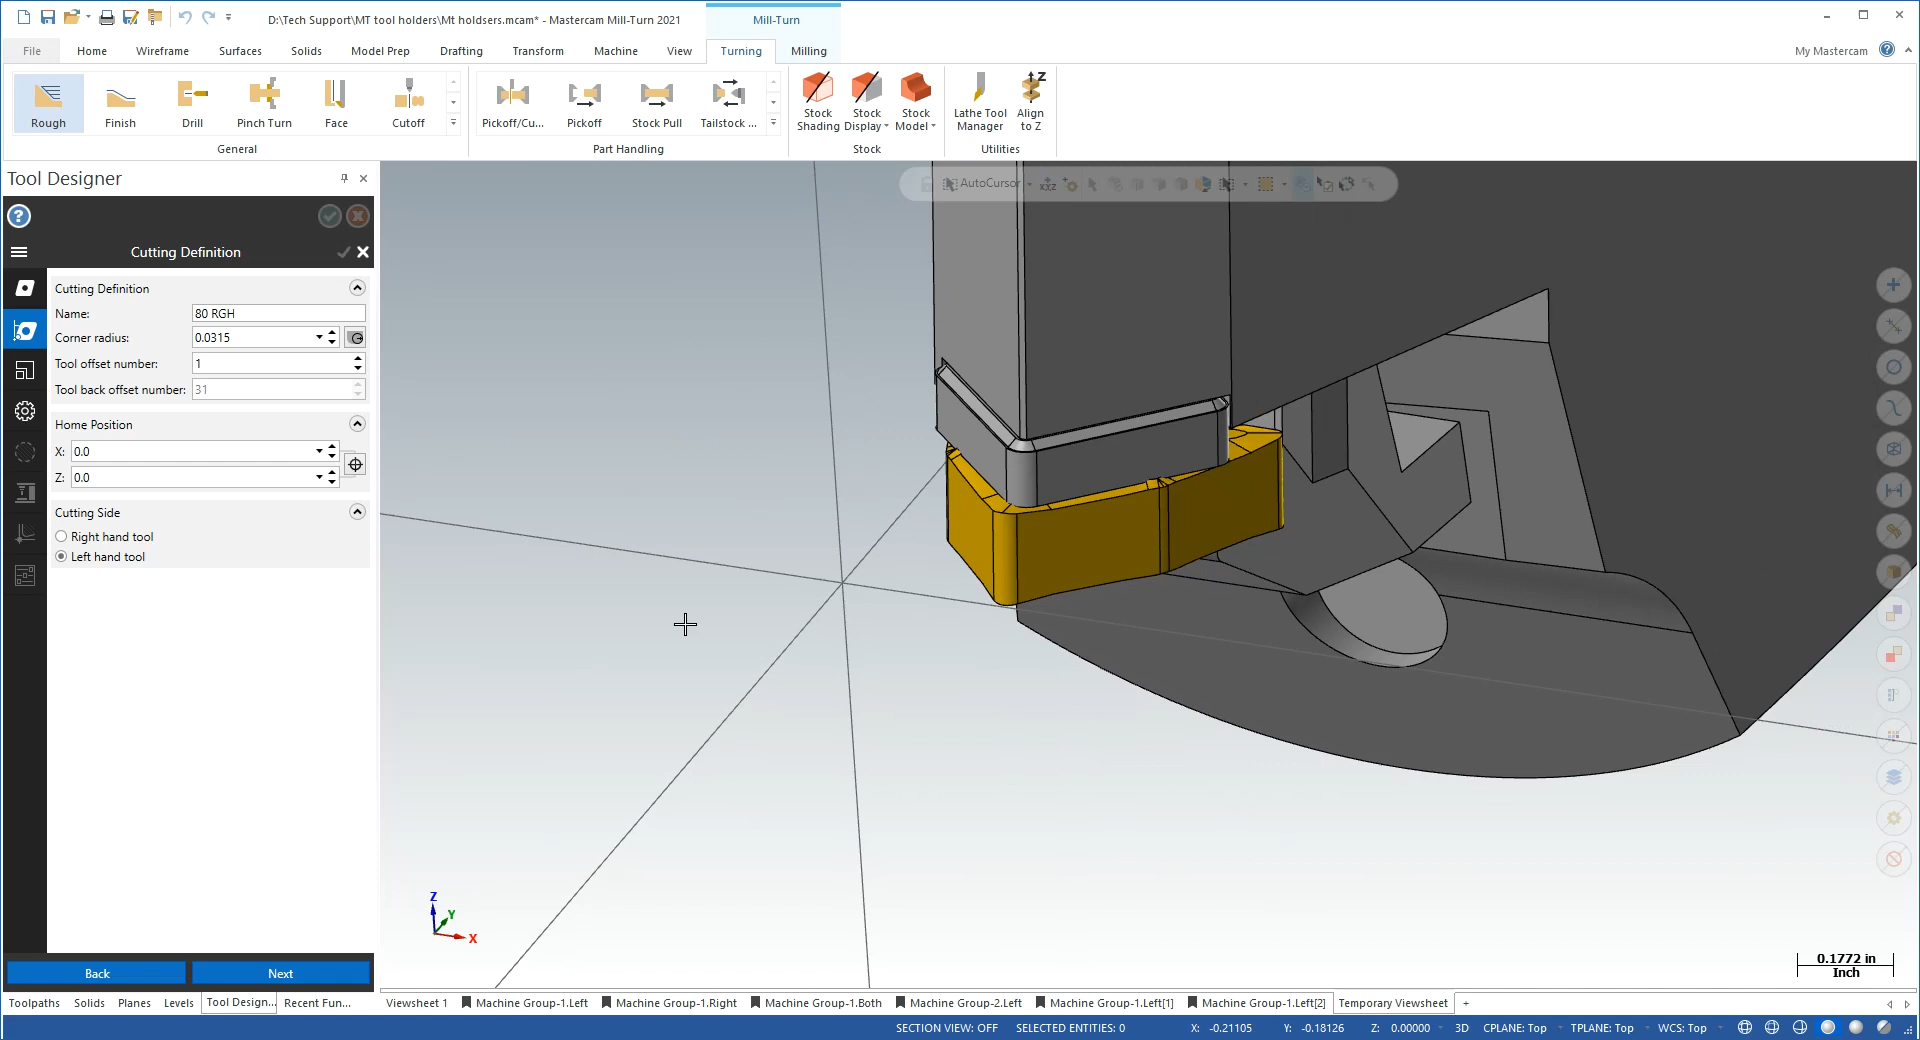 D:\Tech Support\MT tool holders\Mt holdsers.mcam* - Mastercam Mill-Turn 2021
Mill-Turn
File
Home
Wireframe
Surfaces
Solids
Model Prep
Drafting
Transform
Machine
View
Turning
Milling
My Mastercam
Rough
Finish
Drill
Pinch Turn
Face
Cutoff
Pickoff/Cu...
Pickoff
Stock Pull
Tailstock ...
Stock
Shading
Stock
Display
Stock
Model
Lathe Tool
Manager
Z
Align
to Z
General
Part Handling
Stock
Utilities
Tool Designer
AutoCursor
XYZ
Cutting Definition
Cutting Definition
Name: 80 RGH
Corner radius: 0.0315
Tool offset number: 1
Tool back offset number: 31
Home Position
X: 0.0
Z: 0.0
Cutting Side
Right hand tool
Left hand tool
Z
Y
X
0.1772 in
Inch
Back
Next
Toolpaths
Solids
Planes
Levels
Tool Design...
Recent Fun...
Viewsheet 1
Machine Group-1.Left
Machine Group-1.Right
Machine Group-1.Both
Machine Group-2.Left
Machine Group-1.Left[1]
Machine Group-1.Left[2]
Temporary Viewsheet
+
SECTION VIEW: OFF
SELECTED ENTITIES: 0
X: -0.21105
Y: -0.18126
Z: 0.00000
3D
CPLANE: Top
TPLANE: Top
WCS: Top